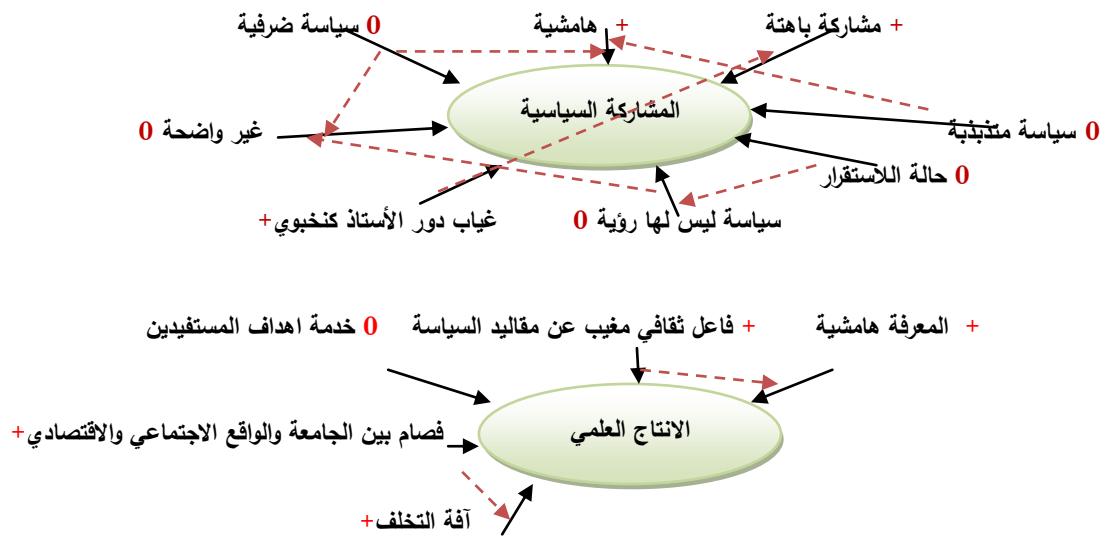 + مشاركة باهتة
+ هامشية
0 سياسة ضرفية
المشاركة السياسية
0 سياسة متذبذبة
غير واضحة 0
0 حالة اللاستقرار
سياسة ليس لها رؤية 0
غياب دور الأستاذ كنخبوي+
+ المعرفة هامشية
+ فاعل ثقافي مغيب عن مقاليد السياسة
0 خدمة اهداف المستفيدين
الانتاج العلمي
فصام بين الجامعة والواقع الاجتماعي والاقتصادي+
آفة التخلف+